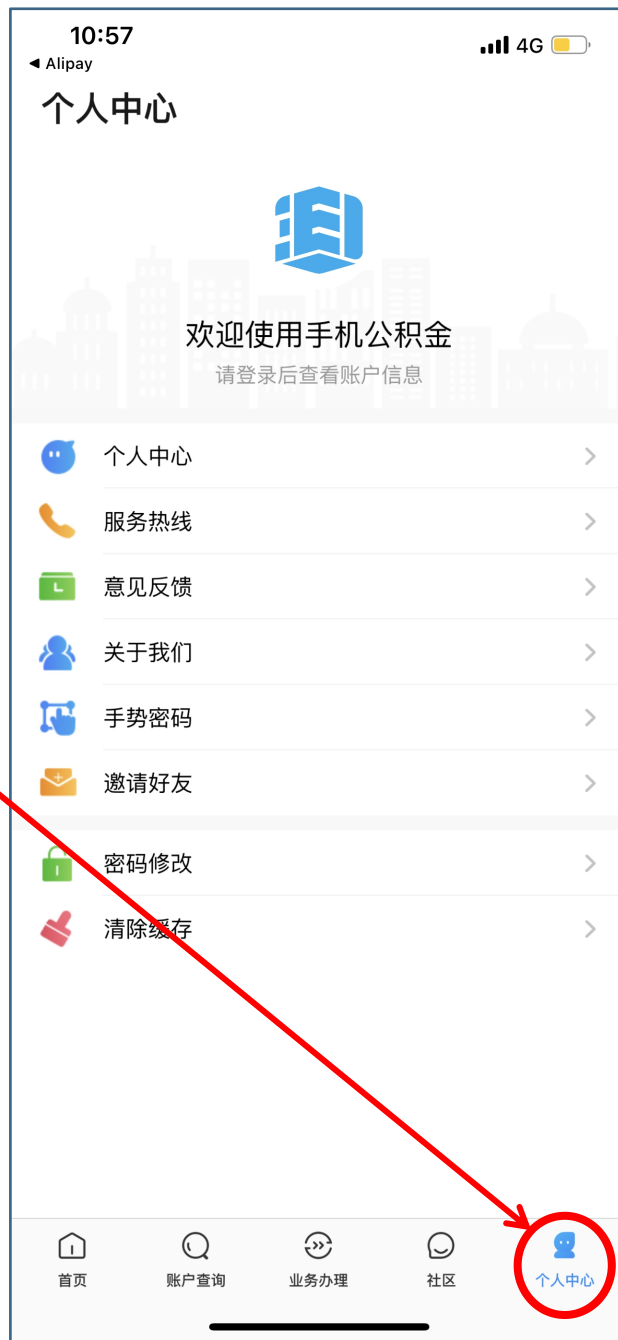 10:57
4G
◀ Alipay
个人中心
欢迎使用手机公积金
请登录后查看账户信息
个人中心
服务热线
意见反馈
关于我们
手势密码
邀请好友
密码修改
清除缓存
首页
账户查询
业务办理
社区
个人中心